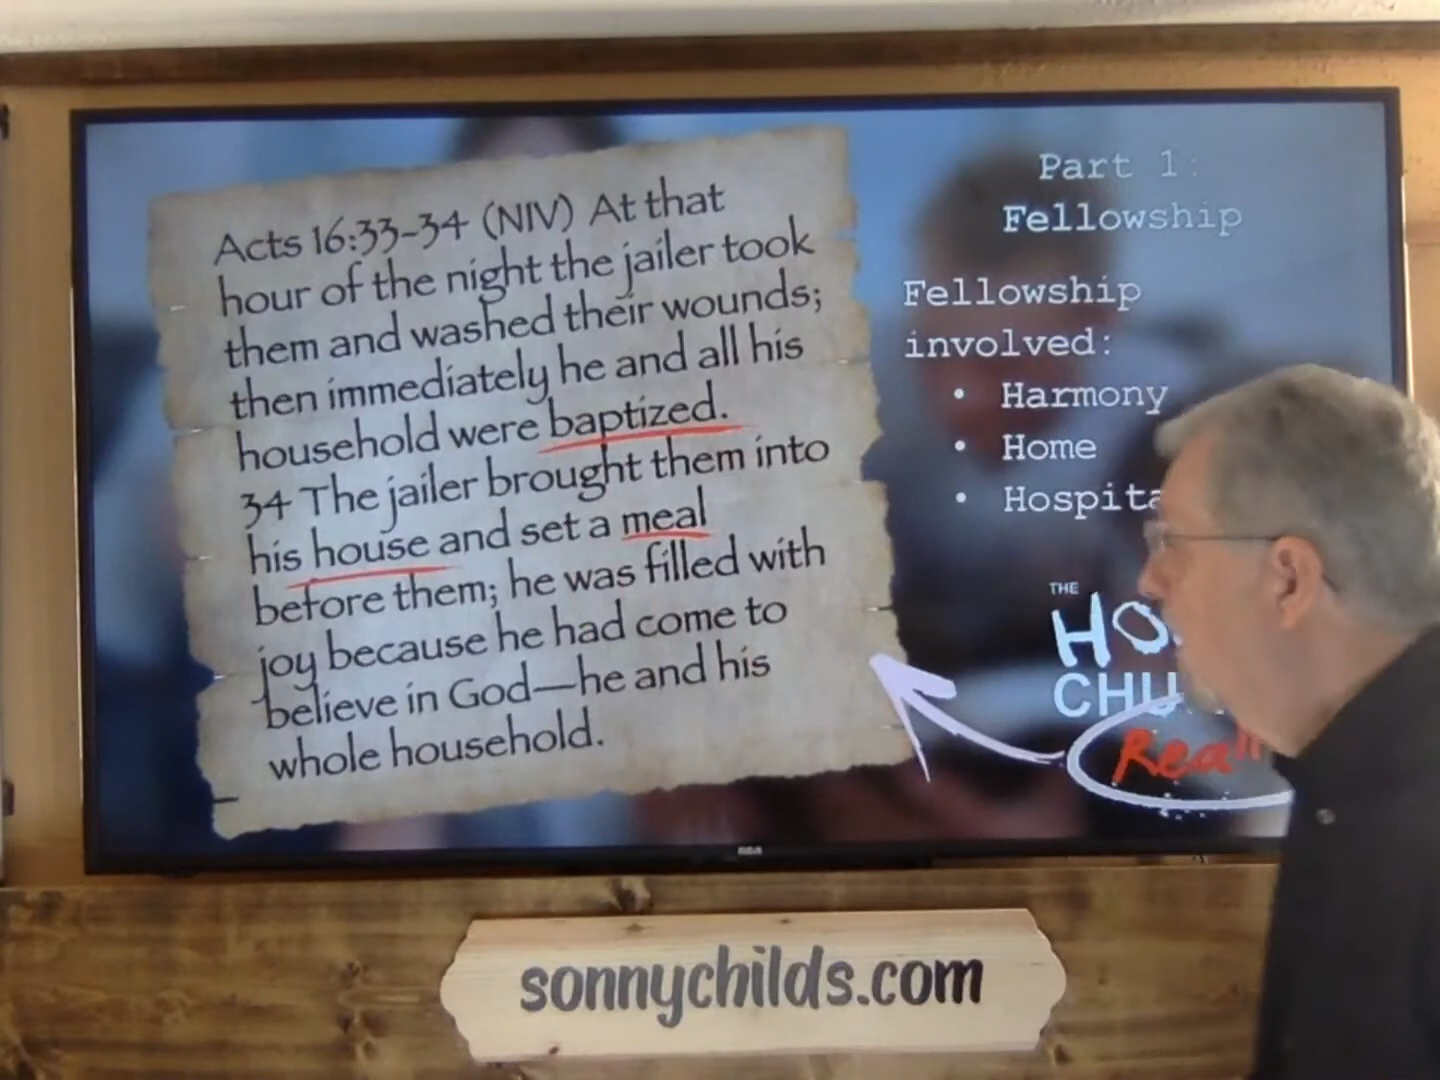 Acts 16:33-34 (NIV) At that
hour of the night the jailer took
them and washed their wounds;
then immediately he and all his
household were baptized.
34 The jailer brought them into
his house and set a meal
before them; he was filled with
joy because he had come to
believe in God—he and his
whole household.
Part 1:
Fellowship
Fellowship
involved:
• Harmony
• Home
•
THE
RCA
sonnychilds.com